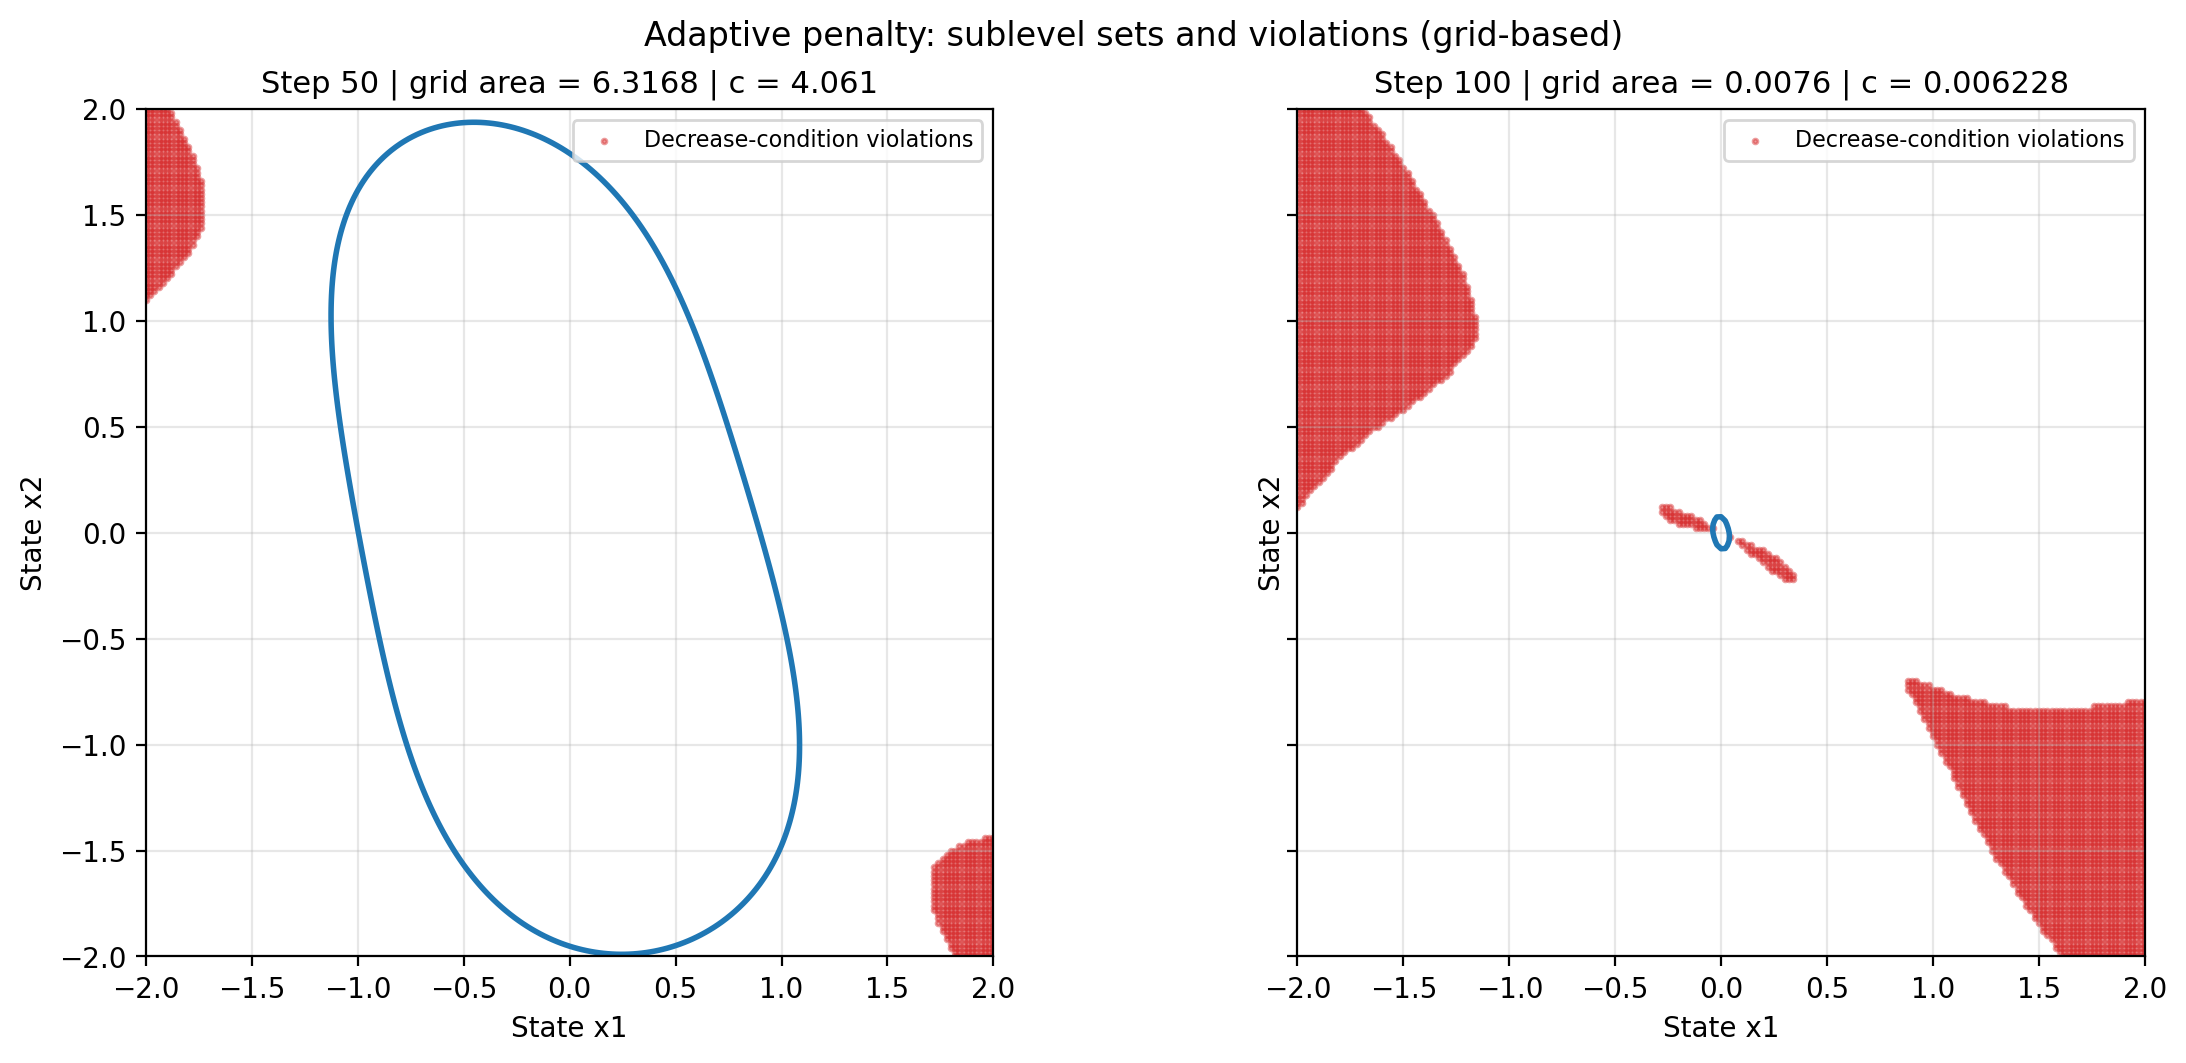 Adaptive penalty: sublevel sets and violations (grid-based)
Step 50 | grid area = 6.3168 | c = 4.061
Decrease-condition violations
2.0
1.5
1.0
0.5
0.0
−0.5
−1.0
−1.5
−2.0
State x2
−2.0 −1.5 −1.0 −0.5 0.0 0.5 1.0 1.5 2.0
State x1
Step 100 | grid area = 0.0076 | c = 0.006228
Decrease-condition violations
State x2
−2.0 −1.5 −1.0 −0.5 0.0 0.5 1.0 1.5 2.0
State x1